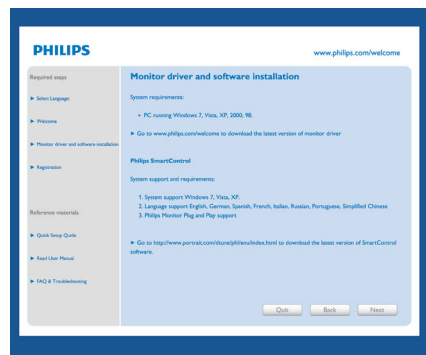 PHILIPS
www.philips.com/welcome
Required steps
► Select Language:
► Welcome
► Monitor driver and software installation
► Registration
Reference materials
► Quick Setup Quide
► Read User Manual
► FAQ & Troubleshooting
Monitor driver and software installation
System requirements:
• PC running Windows 7, Vista, XP, 2000, 98.
► Go to www.philips.com/welcome to download the latest version of monitor driver
Philips SmartControl
System support and requirements:
1. System support Windows 7, Vista, XP.
2. Language support English, German, Spanish, French, Italian, Russian, Portuguese, Simplified Chinese
3. Philips Monitor Plug and Play support
► Go to http://www.portrait.com/dtune/phl/enu/index.html to download the latest version of SmartControl
software.
Quit
Back
Next